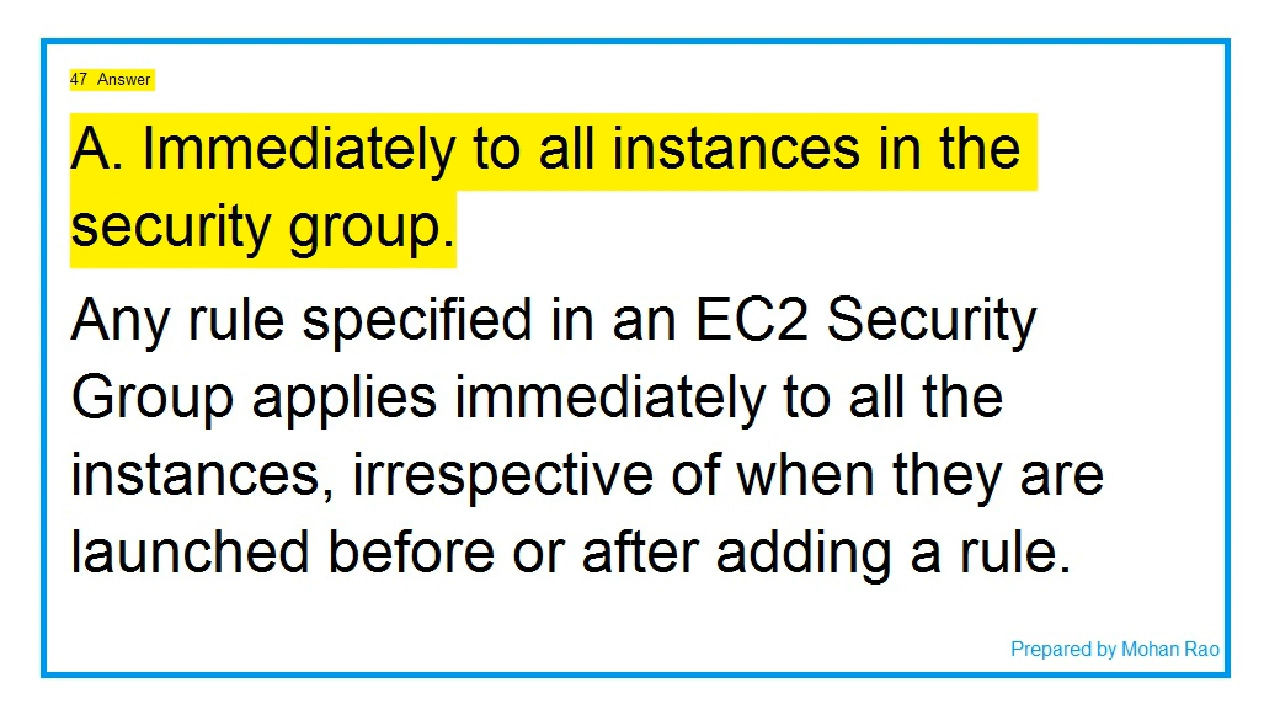 47 Answer
A. Immediately to all instances in the
security group.
Any rule specified in an EC2 Security
Group applies immediately to all the
instances, irrespective of when they are
launched before or after adding a rule.
Prepared by Mohan Rao